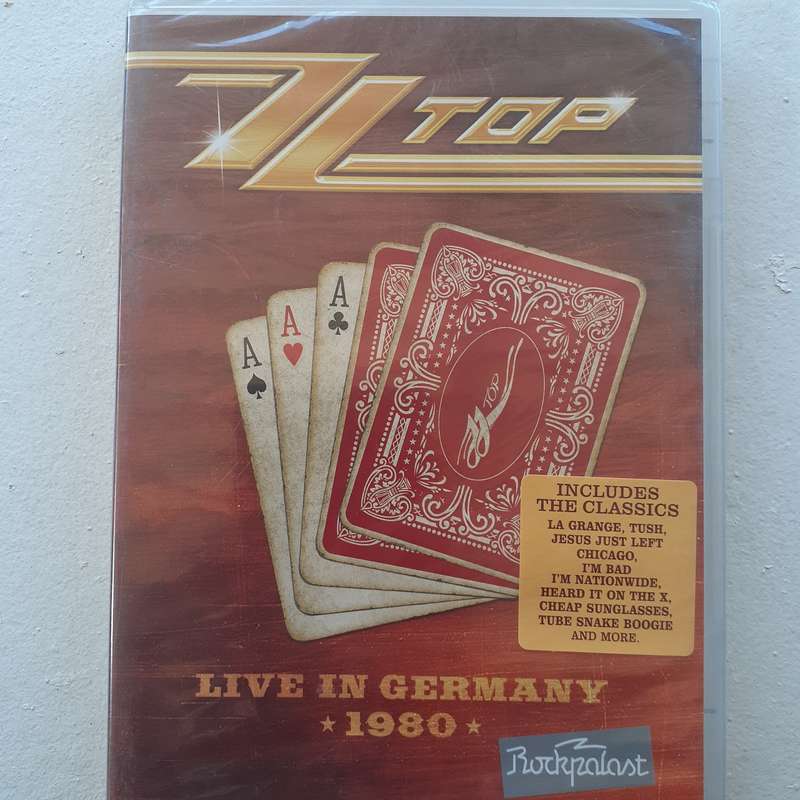 ZZ TOP
A
A
A
TOP
INCLUDES
THE CLASSICS
LA GRANGE, TUSH,
JESUS JUST LEFT
CHICAGO,
I'M BAD
I'M NATIONWIDE,
HEARD IT ON THE X,
CHEAP SUNGLASSES,
TUBE SNAKE BOOGIE
AND MORE.
LIVE IN GERMANY
★ 1980 ★
Rockpalast